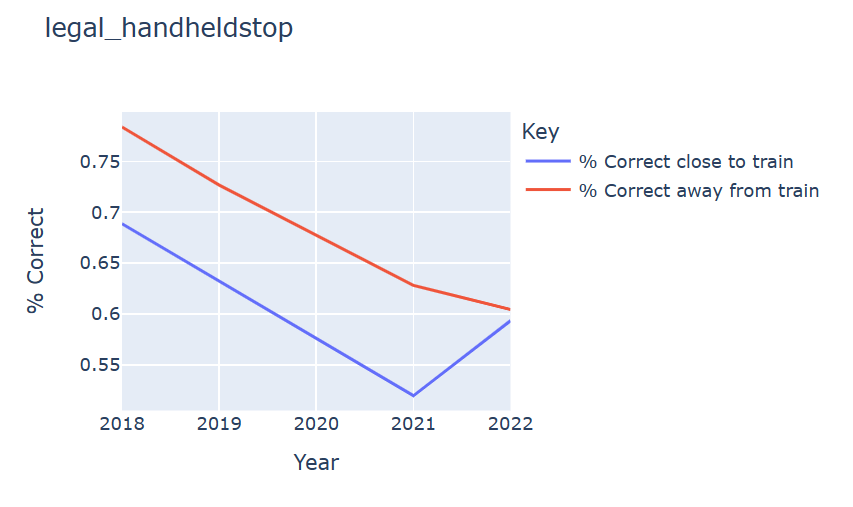 legal_handheldstop
% Correct
0.75
0.7
0.65
0.6
0.55
2018 2019 2020 2021 2022
Year
Key
% Correct close to train
% Correct away from train